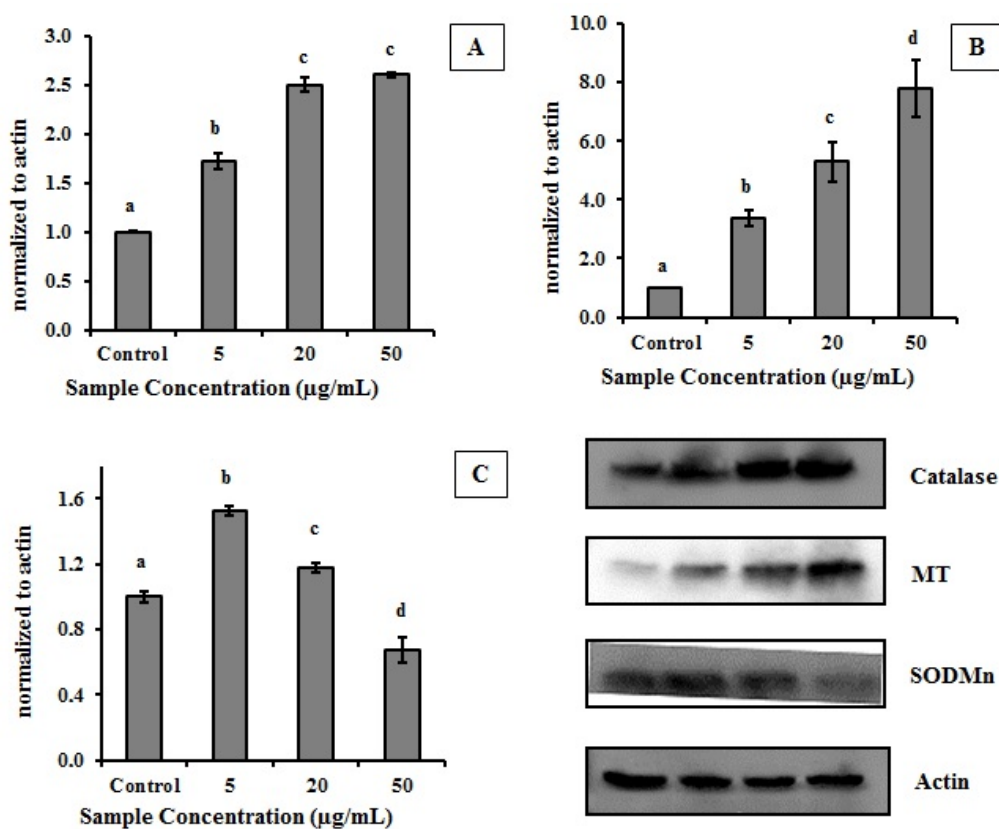 A
normalized to actin
3.0
2.5
2.0
1.5
1.0
0.5
0.0
a
b
c
c
Control 5 20 50
Sample Concentration (µg/mL)
B
normalized to actin
10.0
8.0
6.0
4.0
2.0
0.0
a
b
c
d
Control 5 20 50
Sample Concentration (µg/mL)
C
normalized to actin
1.6
1.2
0.8
0.4
0.0
a
b
c
d
Control 5 20 50
Sample Concentration (µg/mL)
Catalase
MT
SODMn
Actin